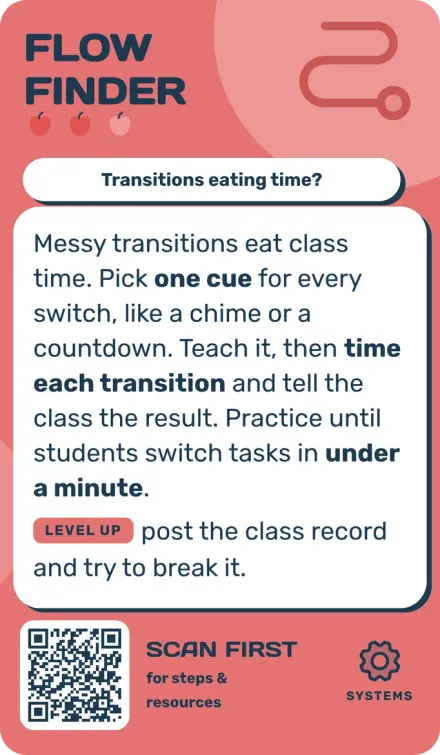 FLOW
FINDER
Transitions eating time?
Messy transitions eat class
time. Pick one cue for every
switch, like a chime or a
countdown. Teach it, then time
each transition and tell the
class the result. Practice until
students switch tasks in under
a minute.
LEVEL UP post the class record
and try to break it.
SCAN FIRST
for steps &
resources
SYSTEMS